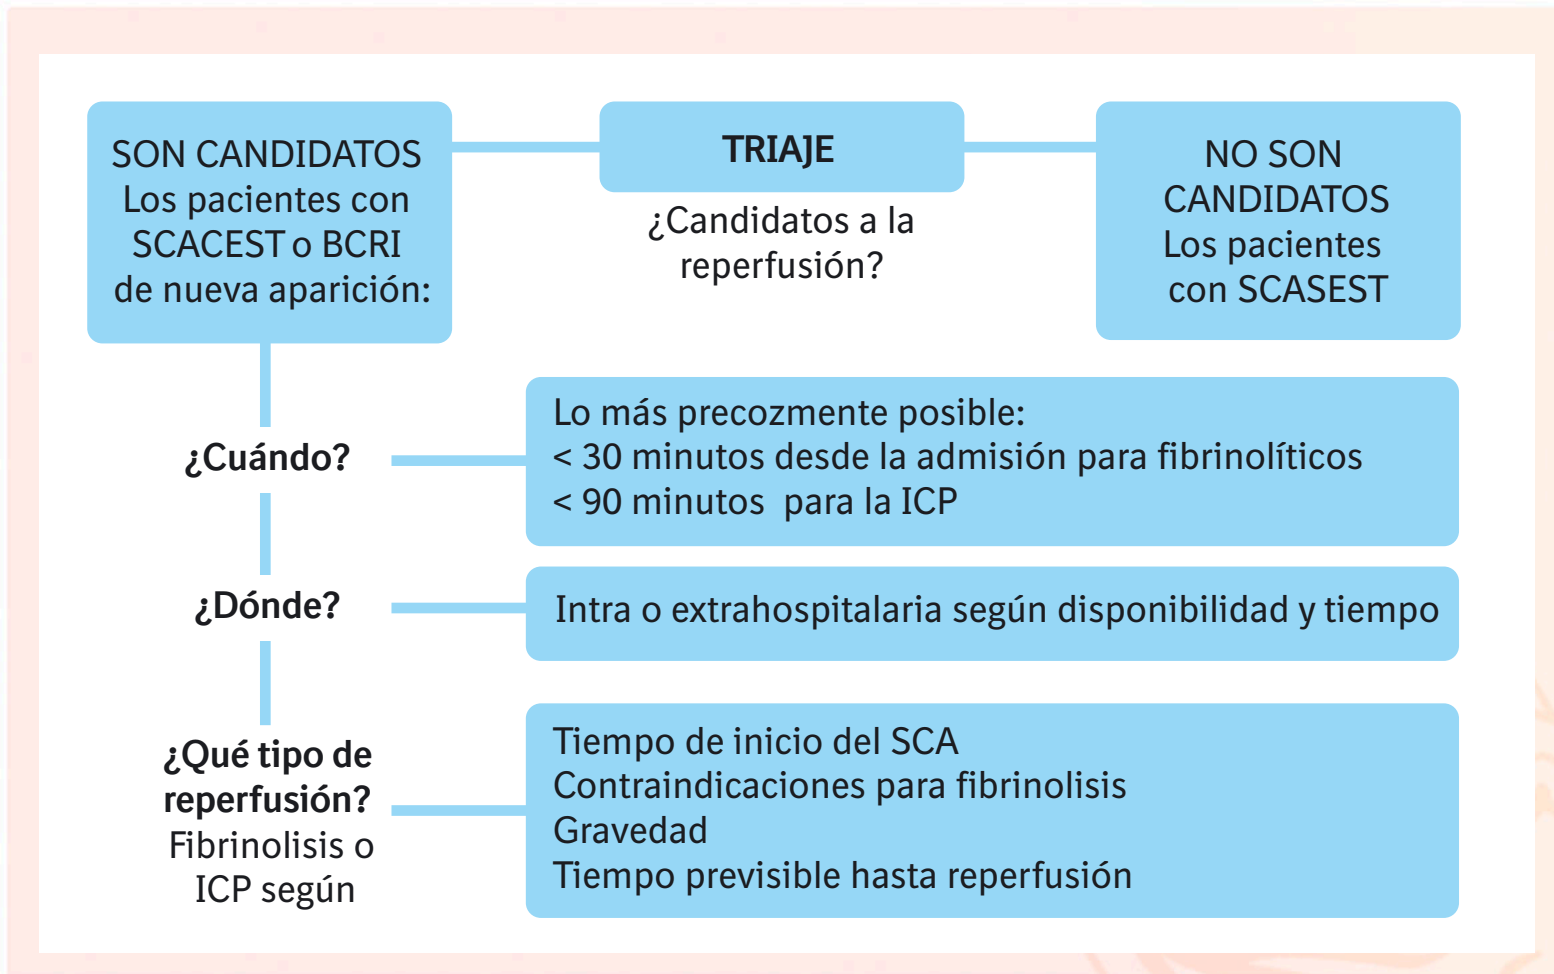 SON CANDIDATOS
Los pacientes con
SCACEST o BCRI
de nueva aparición:
TRIAJE
¿Candidatos a la
reperfusión?
NO SON
CANDIDATOS
Los pacientes
con SCASEST
¿Cuándo?
Lo más precozmente posible:
< 30 minutos desde la admisión para fibrinolíticos
< 90 minutos para la ICP
¿Dónde?
Intra o extrahospitalaria según disponibilidad y tiempo
¿Qué tipo de
reperfusión?
Fibrinolisis o
ICP según
Tiempo de inicio del SCA
Contraindicaciones para fibrinolisis
Gravedad
Tiempo previsible hasta reperfusión